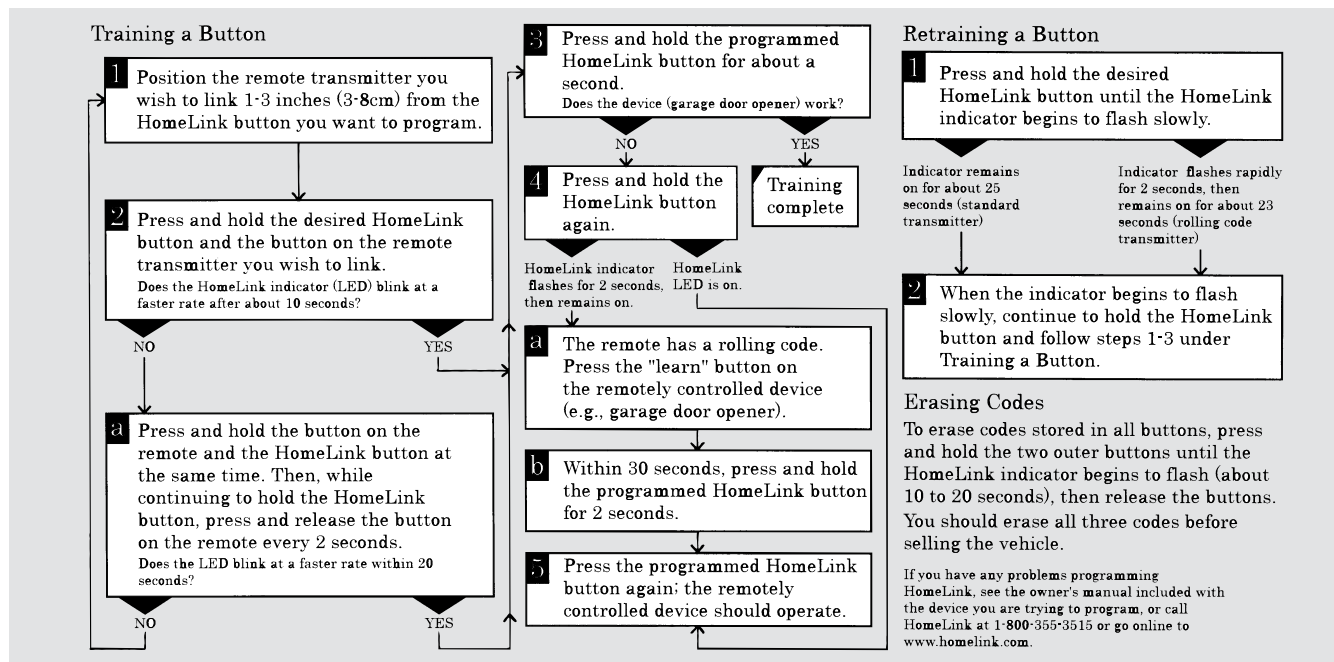 Training a Button
1
Position the remote transmitter you
wish to link 1-3 inches (3-8cm) from the
HomeLink button you want to program.
2
Press and hold the desired HomeLink
button and the button on the remote
transmitter you wish to link.
Does the HomeLink indicator (LED) blink at a
faster rate after about 10 seconds?
NO
YES
a
Press and hold the button on the
remote and the HomeLink button at
the same time. Then, while
continuing to hold the HomeLink
button, press and release the button
on the remote every 2 seconds.
Does the LED blink at a faster rate within 20
seconds?
NO
YES
3
Press and hold the programmed
HomeLink button for about a
second.
Does the device (garage door opener) work?
NO
YES
4
Press and hold the
HomeLink button
again.
Training
complete
HomeLink indicator
flashes for 2 seconds,
then remains on.
HomeLink
LED is on.
a
The remote has a rolling code.
Press the "learn" button on
the remotely controlled device
(e.g., garage door opener).
b
Within 30 seconds, press and hold
the programmed HomeLink button
for 2 seconds.
5
Press the programmed HomeLink
button again; the remotely
controlled device should operate.
Retraining a Button
1
Press and hold the desired
HomeLink button until the HomeLink
indicator begins to flash slowly.
Indicator remains
on for about 25
seconds (standard
transmitter)
Indicator flashes rapidly
for 2 seconds, then
remains on for about 23
seconds (rolling code
transmitter)
2
When the indicator begins to flash
slowly, continue to hold the HomeLink
button and follow steps 1-3 under
Training a Button.
Erasing Codes
To erase codes stored in all buttons, press
and hold the two outer buttons until the
HomeLink indicator begins to flash (about
10 to 20 seconds), then release the buttons.
You should erase all three codes before
selling the vehicle.
If you have any problems programming
HomeLink, see the owner's manual included with
the device you are trying to program, or call
HomeLink at 1-800-355-3515 or go online to
www.homelink.com.